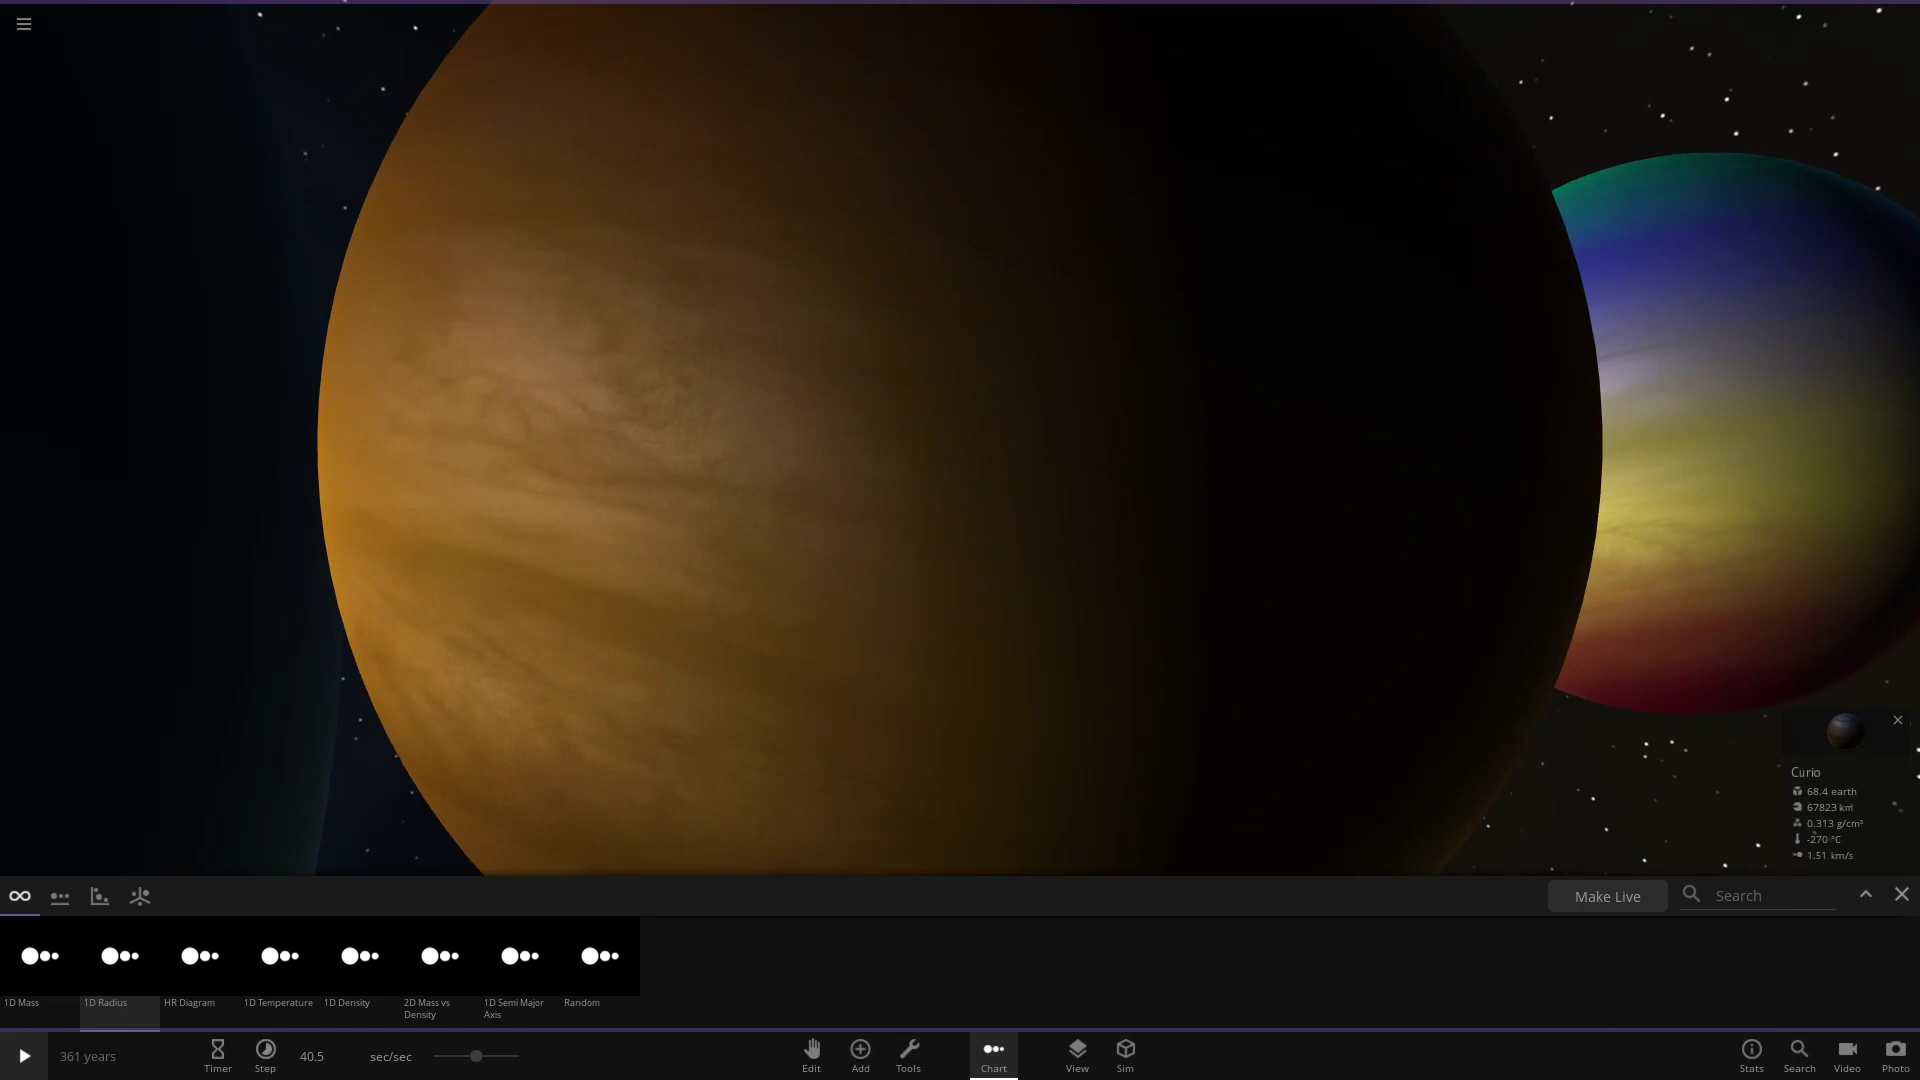 Curio
68.4 earth
67823 km
0.313 g/cm³
-270 °C
1.51 km/s
Make Live
Search
1D Mass
1D Radius
HR Diagram
1D Temperature
1D Density
2D Mass vs
Density
1D Semi Major
Axis
Random
361 years
Timer
Step
40.5
sec/sec
Edit
Add
Tools
Chart
View
Sim
Stats
Search
Video
Photo